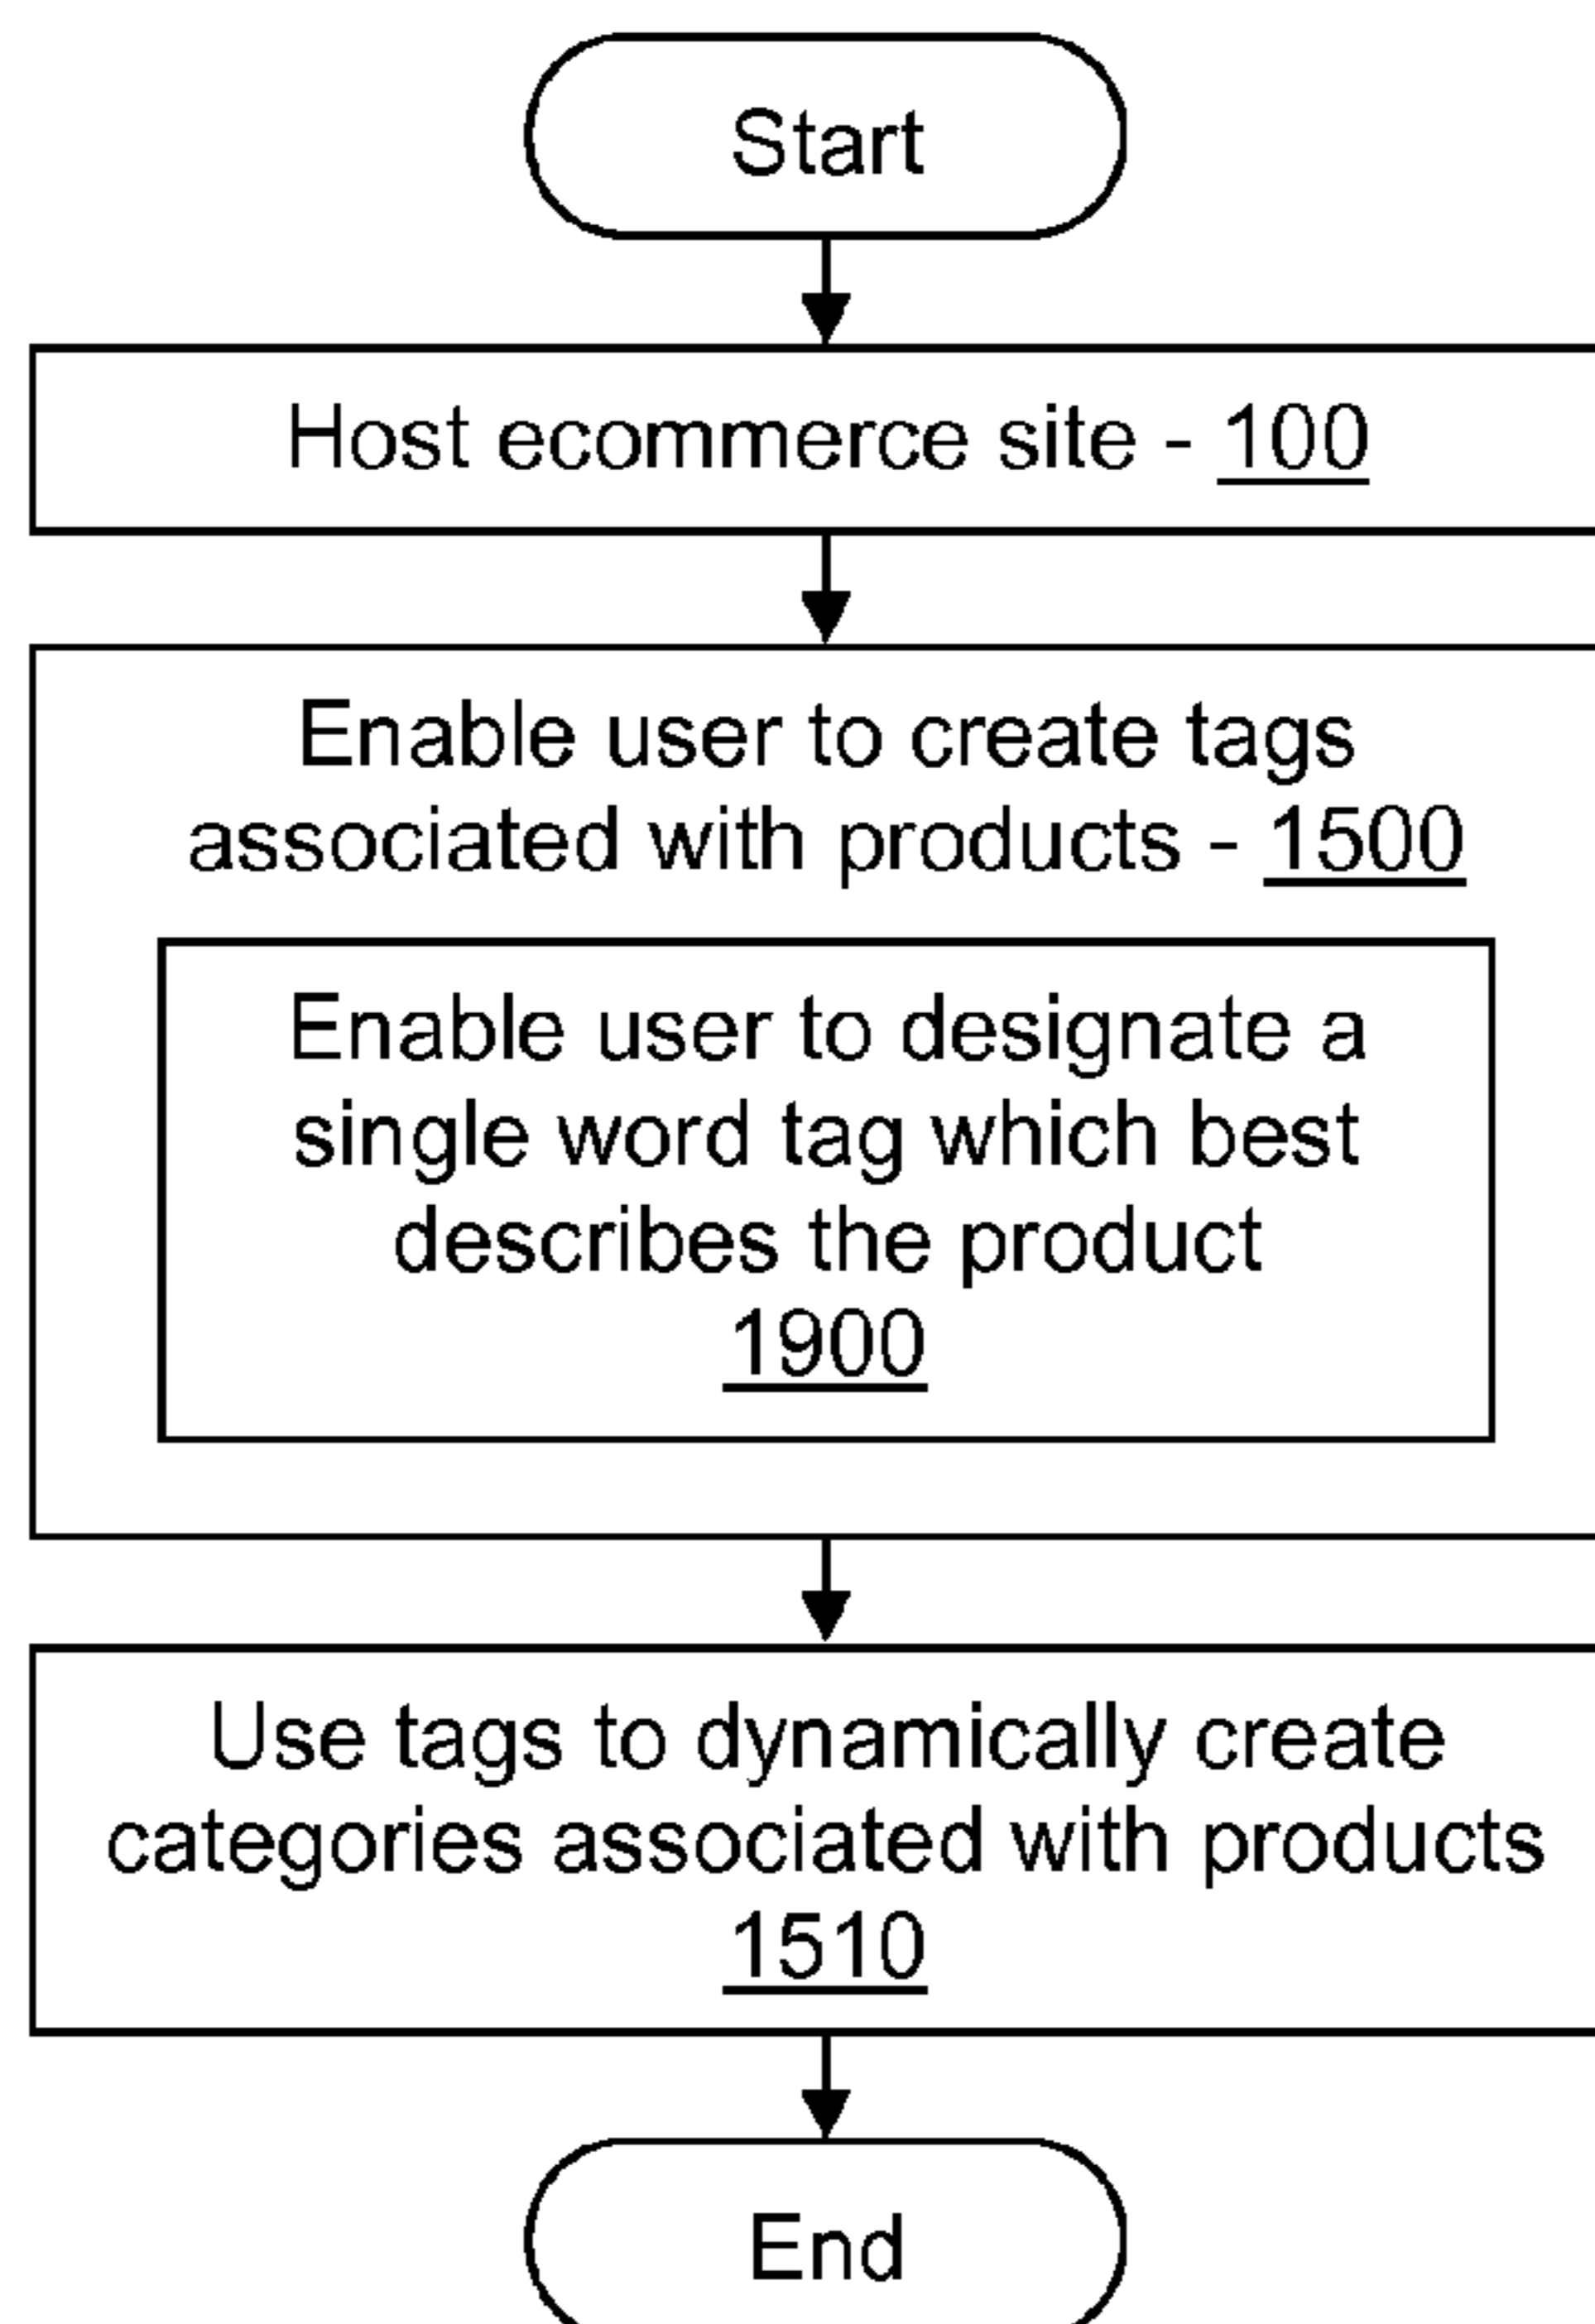 Start
Host ecommerce site - 100
Enable user to create tags
associated with products - 1500
Enable user to designate a
single word tag which best
describes the product
1900
Use tags to dynamically create
categories associated with products
1510
End